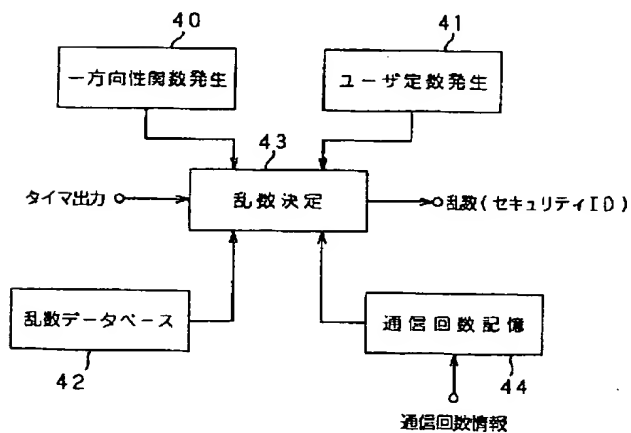 40
41
一方向性関数発生
ユーザ定数発生
43
タイマ出力
乱数決定
乱数(セキュリティID)
乱数データベース
通信回数記憶
42
44
通信回数情報